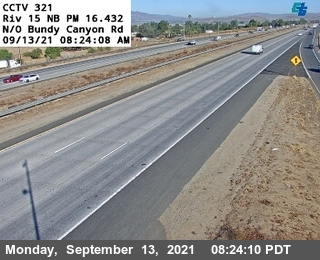 CCTV 321
Riv 15 NB PM 16.432
N/O Bundy Canyon Rd
09/13/21 08:24:08 AM
Monday, September 13, 2021 08:24:10 PDT